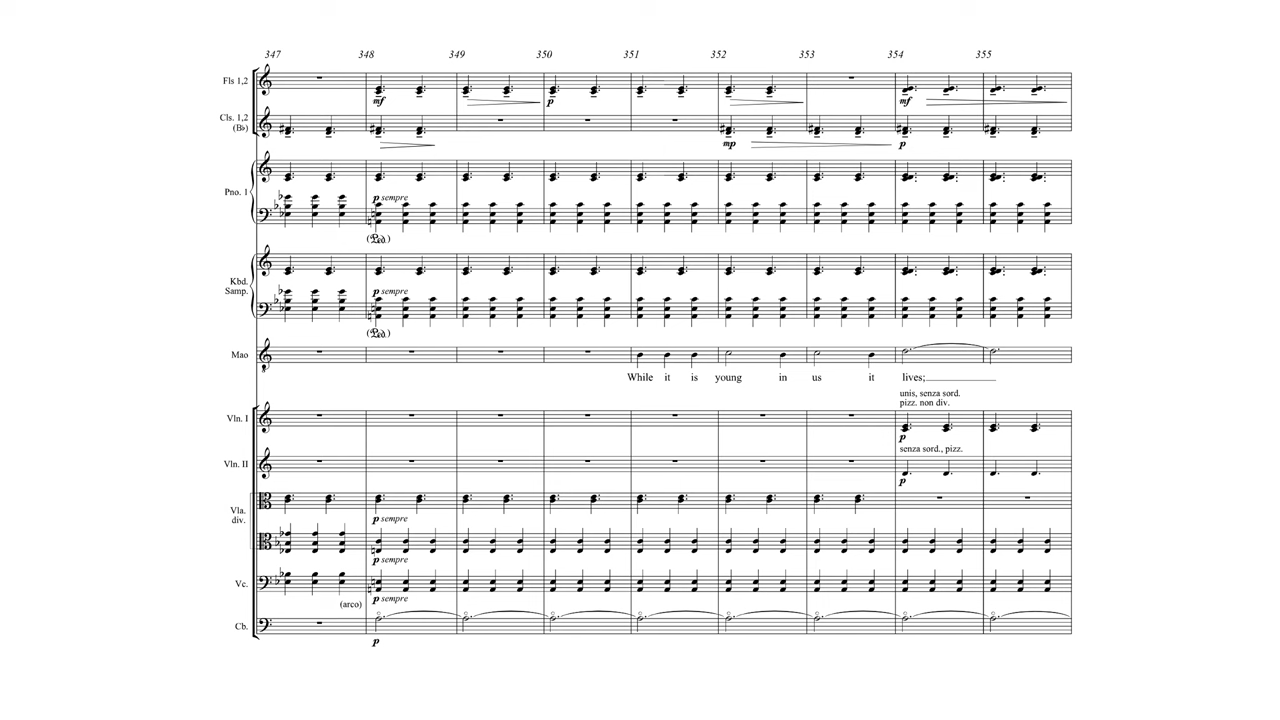 347 348 349 350 351 352 353 354 355
Fls 1,2
mf p mf
Cls. 1,2
(B♭)
mp p
Pno. 1
p sempre
(Ped.)
Kbd.
Samp.
p sempre
(Ped.)
Mao
While it is young in us it lives;
unis, senza sord.
pizz. non div.
Vln. I
p
senza sord., pizz.
Vln. II
p
Vla.
div.
p sempre
p sempre
Vc.
(arco) p sempre
Cb.
p